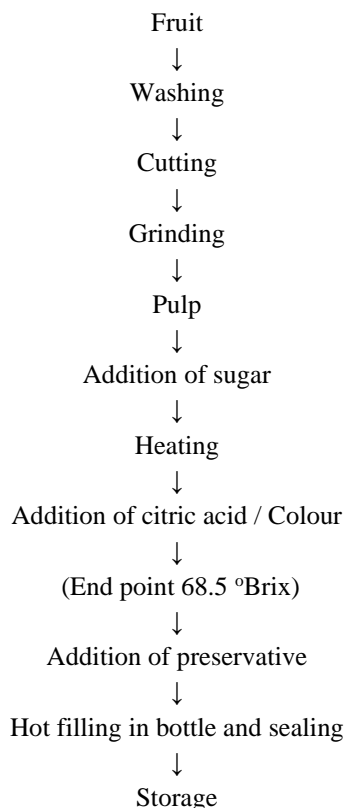 Fruit
↓
Washing
↓
Cutting
↓
Grinding
↓
Pulp
↓
Addition of sugar
↓
Heating
↓
Addition of citric acid / Colour
↓
(End point 68.5 ºBrix)
↓
Addition of preservative
↓
Hot filling in bottle and sealing
↓
Storage